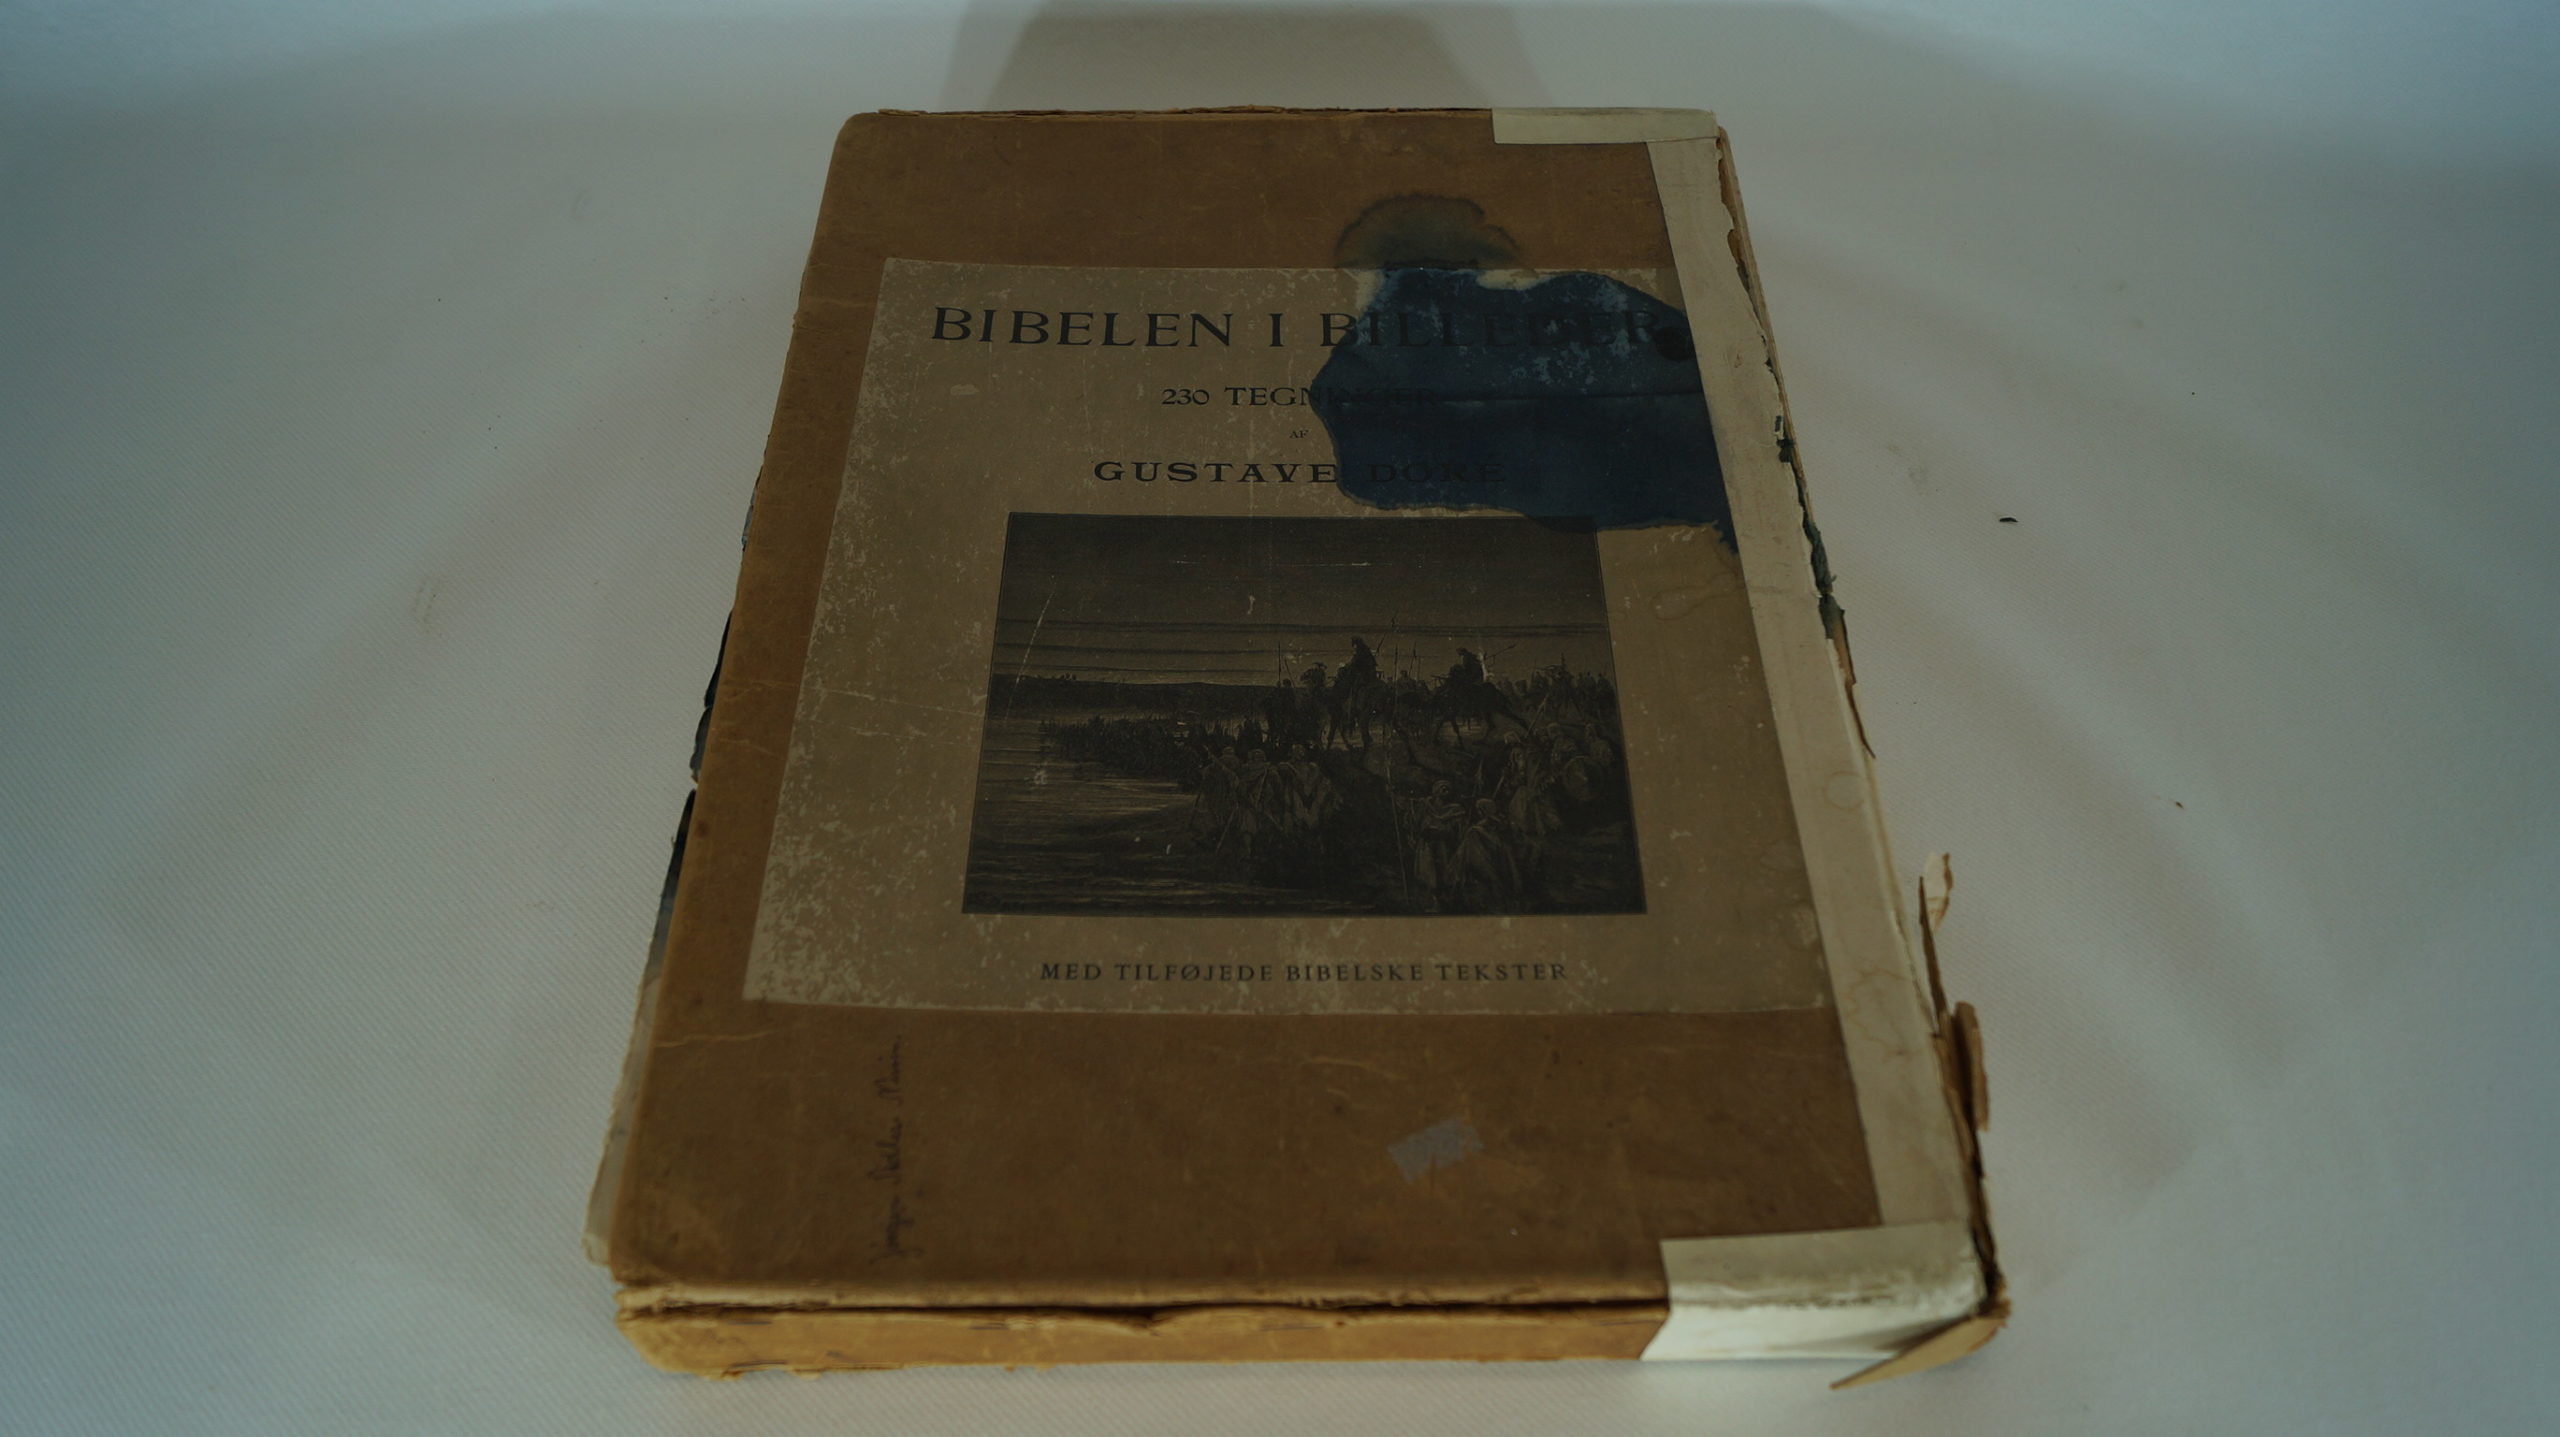 BIBELEN I BILLEDER
230 TEGNINGER
AF
GUSTAVE DORÉ
MED TILFØJEDE BIBELSKE TEKSTER